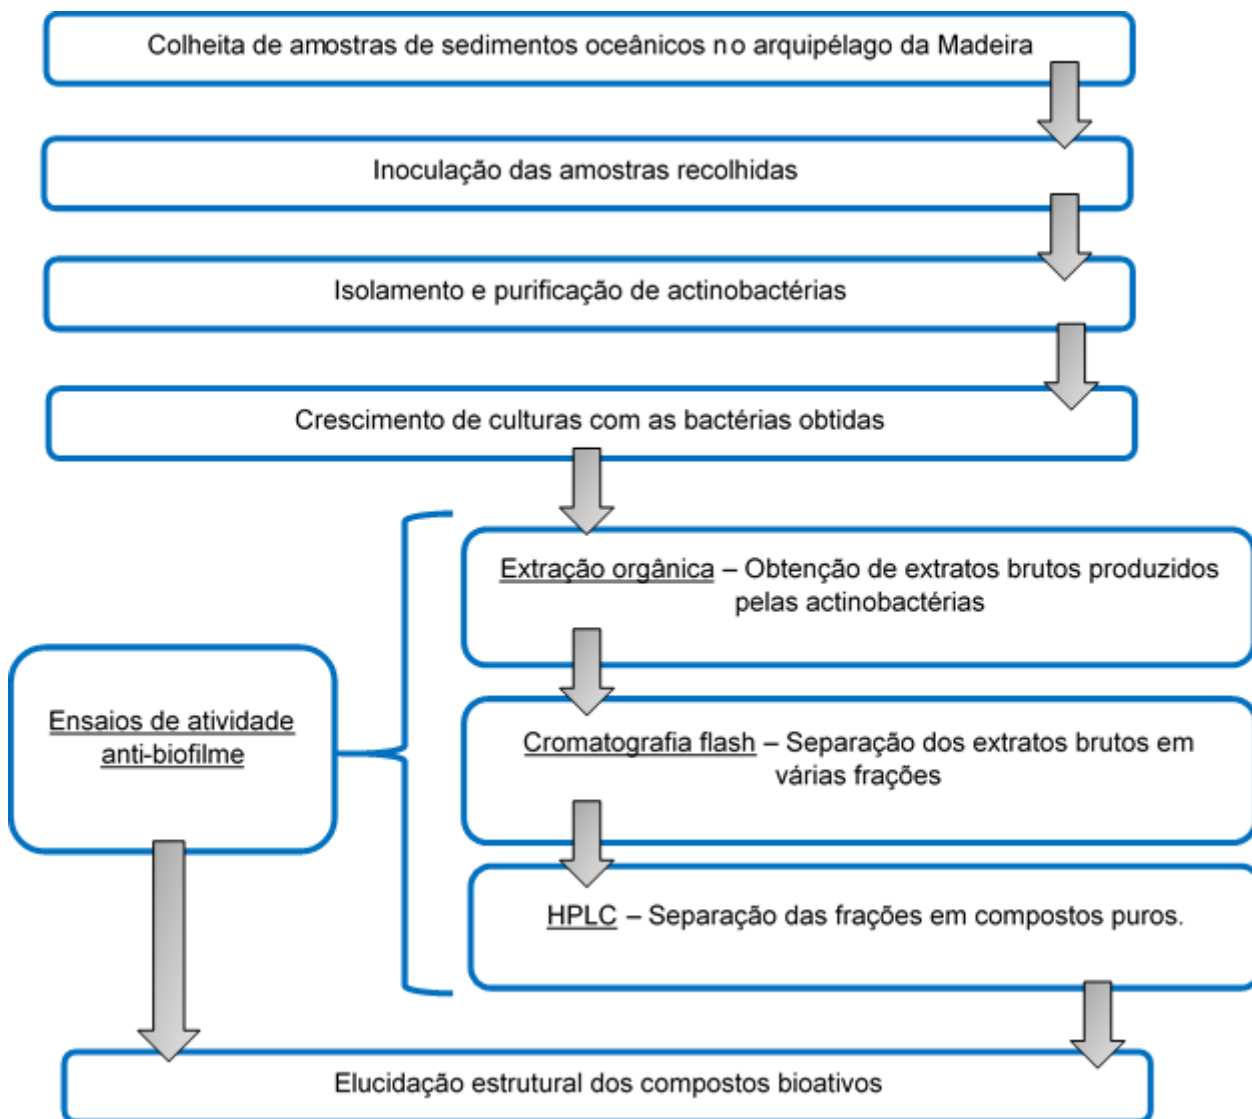 Colheita de amostras de sedimentos oceânicos no arquipélago da Madeira
Inoculação das amostras recolhidas
Isolamento e purificação de actinobactérias
Crescimento de culturas com as bactérias obtidas
Extração orgânica – Obtenção de extratos brutos produzidos
pelas actinobactérias
Ensaios de atividade
anti-biofilme
Cromatografia flash – Separação dos extratos brutos em
várias frações
HPLC – Separação das frações em compostos puros.
Elucidação estrutural dos compostos bioativos